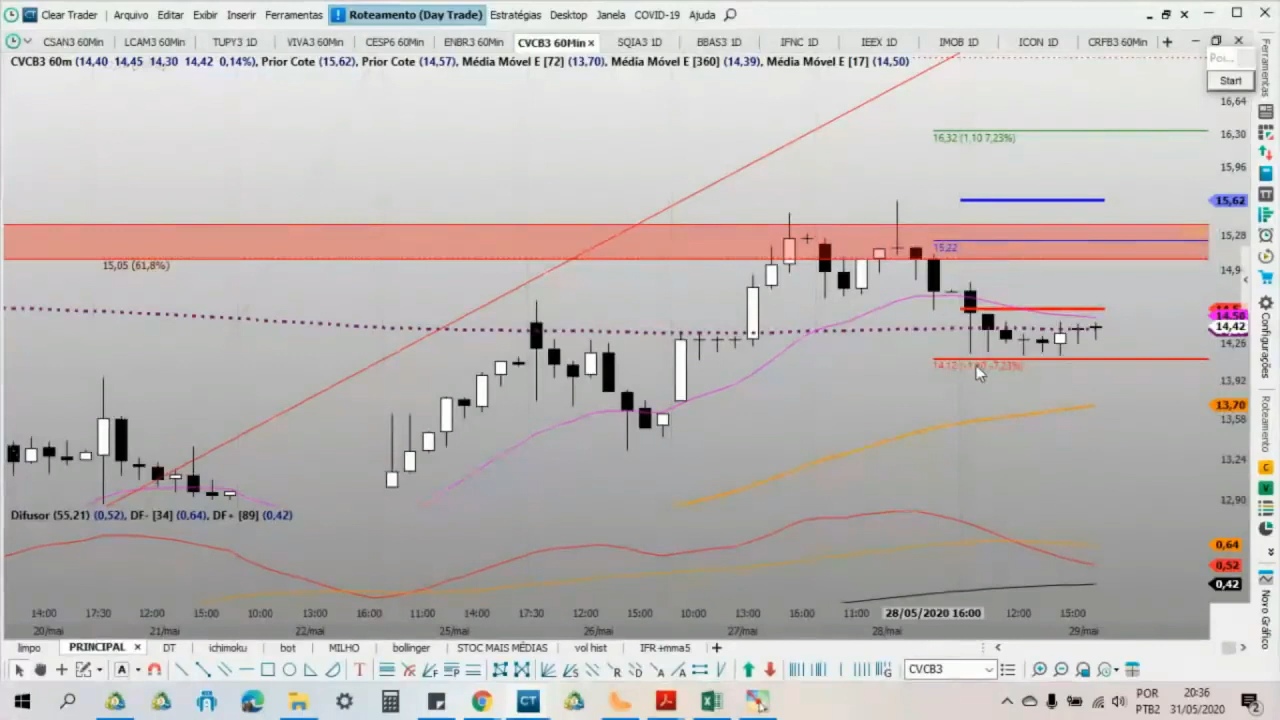 Clear Trader Arquivo Editar Exibir Inserir Ferramentas Roteamento (Day Trade) Estratégias Desktop Janela COVID-19 Ajuda
CSAN3 60Min LCAM3 60Min TUPY3 1D VIVA3 60Min CESP6 60Min ENBR3 60Min CVCB3 60Min SQIA3 1D BBAS3 1D IFNC 1D IEEX 1D IMOB 1D ICON 1D CRFB3 60Min
CVCB3 60m (14,40 14,45 14,30 14,42 0,14%), Prior Cote (15,62), Prior Cote (14,57), Média Móvel E [72] (13,70), Média Móvel E [360] (14,39), Média Móvel E [17] (14,50)
Start
Ferramentas
16,64
16,30
16,32 (1,10 7,23%)
15,96
15,62
15,28
15,22
15,05 (61,8%)
14,9
14,50
14,42
14,26
14,12 (-1,10 -7,23%)
13,92
13,70
13,58
13,24
12,90
Configurações
Roteamento
Novo Gráfico
Difusor (55,21) (0,52), DF- [34] (0,64), DF+ [89] (0,42)
0,64
0,52
0,42
14:00 17:30 12:00 15:00 10:00 13:00 16:00 11:00 14:00 17:30 12:00 15:00 10:00 13:00 16:00 11:00 28/05/2020 16:00 12:00 15:00
20/mai 21/mai 22/mai 25/mai 26/mai 27/mai 28/mai 29/mai
limpo PRINCIPAL DT ichimoku bot MILHO bollinger STOC MAIS MÉDIAS vol hist IFR +mma5
CVCB3
POR
PTB2
20:36
31/05/2020